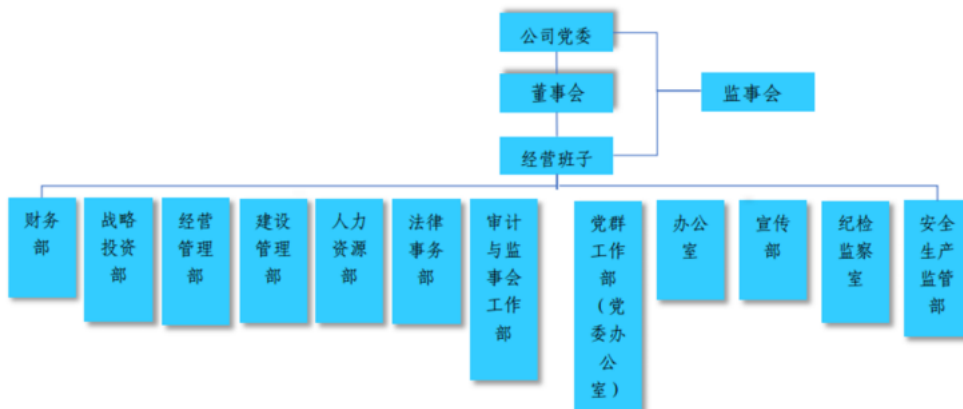 公司党委
董事会
监事会
经营班子
财务
部
战略
投资
部
经营
管理
部
建设
管理
部
人力
资源
部
法律
事务
部
审计
与监
事会
工作
部
党群
工作
部
（党
委办
公
室）
办公
室
宣传
部
纪检
监察
室
安全
生产
监管
部